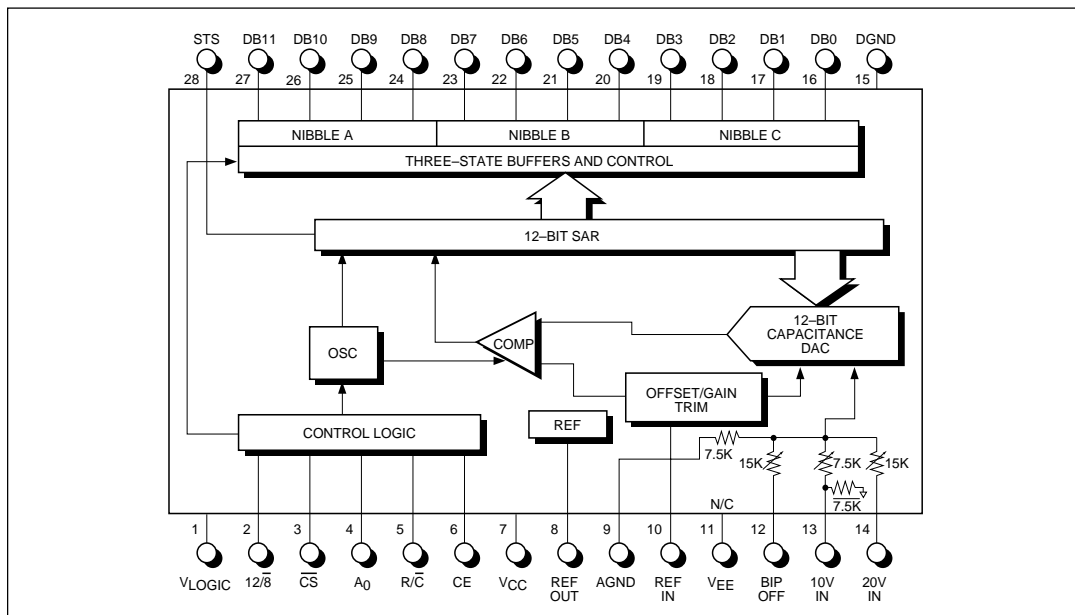 STS DB11 DB10 DB9 DB8 DB7 DB6 DB5 DB4 DB3 DB2 DB1 DB0 DGND
28 27 26 25 24 23 22 21 20 19 18 17 16 15
NIBBLE A NIBBLE B NIBBLE C
THREE–STATE BUFFERS AND CONTROL
12–BIT SAR
12–BIT
CAPACITANCE
DAC
COMP
OSC
OFFSET/GAIN
TRIM
REF
CONTROL LOGIC
7.5K
15K
7.5K
15K
7.5K
N/C
1 2 3 4 5 6 7 8 9 10 11 12 13 14
VLOGIC 12/8̅ C̅S̅ A0 R/C̅ CE VCC REF OUT AGND REF IN VEE BIP OFF 10V IN 20V IN